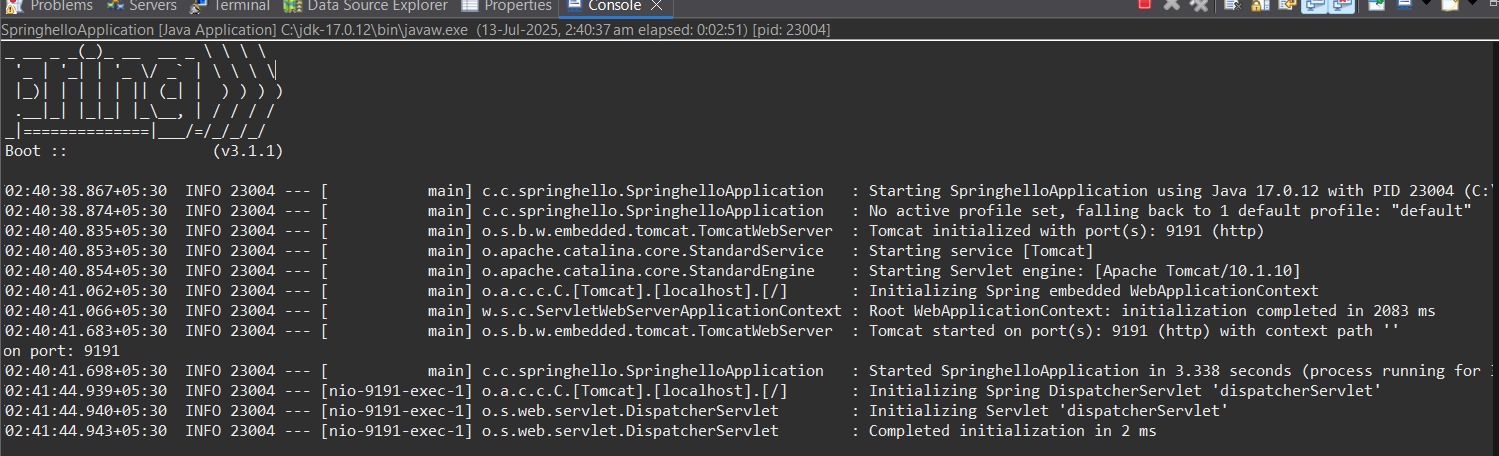 Problems Servers Terminal Data Source Explorer Properties Console
SpringhelloApplication [Java Application] C:\jdk-17.0.12\bin\javaw.exe (13-Jul-2025, 2:40:37 am elapsed: 0:02:51) [pid: 23004]
_ __ _ _(_)_ __  __ _ \ \ \ \
'_ | '_| | '_ \/ _` | \ \ \ \
|_)| | | | | || (_| |  ) ) ) )
.__|_| |_|_| |_\__, | / / / /
_|==============|___/=/_/_/_/
Boot ::                (v3.1.1)
02:40:38.867+05:30  INFO 23004 --- [           main] c.c.springhello.SpringhelloApplication   : Starting SpringhelloApplication using Java 17.0.12 with PID 23004 (C:\
02:40:38.874+05:30  INFO 23004 --- [           main] c.c.springhello.SpringhelloApplication   : No active profile set, falling back to 1 default profile: "default"
02:40:40.835+05:30  INFO 23004 --- [           main] o.s.b.w.embedded.tomcat.TomcatWebServer  : Tomcat initialized with port(s): 9191 (http)
02:40:40.853+05:30  INFO 23004 --- [           main] o.apache.catalina.core.StandardService   : Starting service [Tomcat]
02:40:40.854+05:30  INFO 23004 --- [           main] o.apache.catalina.core.StandardEngine    : Starting Servlet engine: [Apache Tomcat/10.1.10]
02:40:41.062+05:30  INFO 23004 --- [           main] o.a.c.c.C.[Tomcat].[localhost].[/]       : Initializing Spring embedded WebApplicationContext
02:40:41.066+05:30  INFO 23004 --- [           main] w.s.c.ServletWebServerApplicationContext : Root WebApplicationContext: initialization completed in 2083 ms
02:40:41.683+05:30  INFO 23004 --- [           main] o.s.b.w.embedded.tomcat.TomcatWebServer  : Tomcat started on port(s): 9191 (http) with context path ''
on port: 9191
02:40:41.698+05:30  INFO 23004 --- [           main] c.c.springhello.SpringhelloApplication   : Started SpringhelloApplication in 3.338 seconds (process running for
02:41:44.939+05:30  INFO 23004 --- [nio-9191-exec-1] o.a.c.c.C.[Tomcat].[localhost].[/]       : Initializing Spring DispatcherServlet 'dispatcherServlet'
02:41:44.940+05:30  INFO 23004 --- [nio-9191-exec-1] o.s.web.servlet.DispatcherServlet        : Initializing Servlet 'dispatcherServlet'
02:41:44.943+05:30  INFO 23004 --- [nio-9191-exec-1] o.s.web.servlet.DispatcherServlet        : Completed initialization in 2 ms